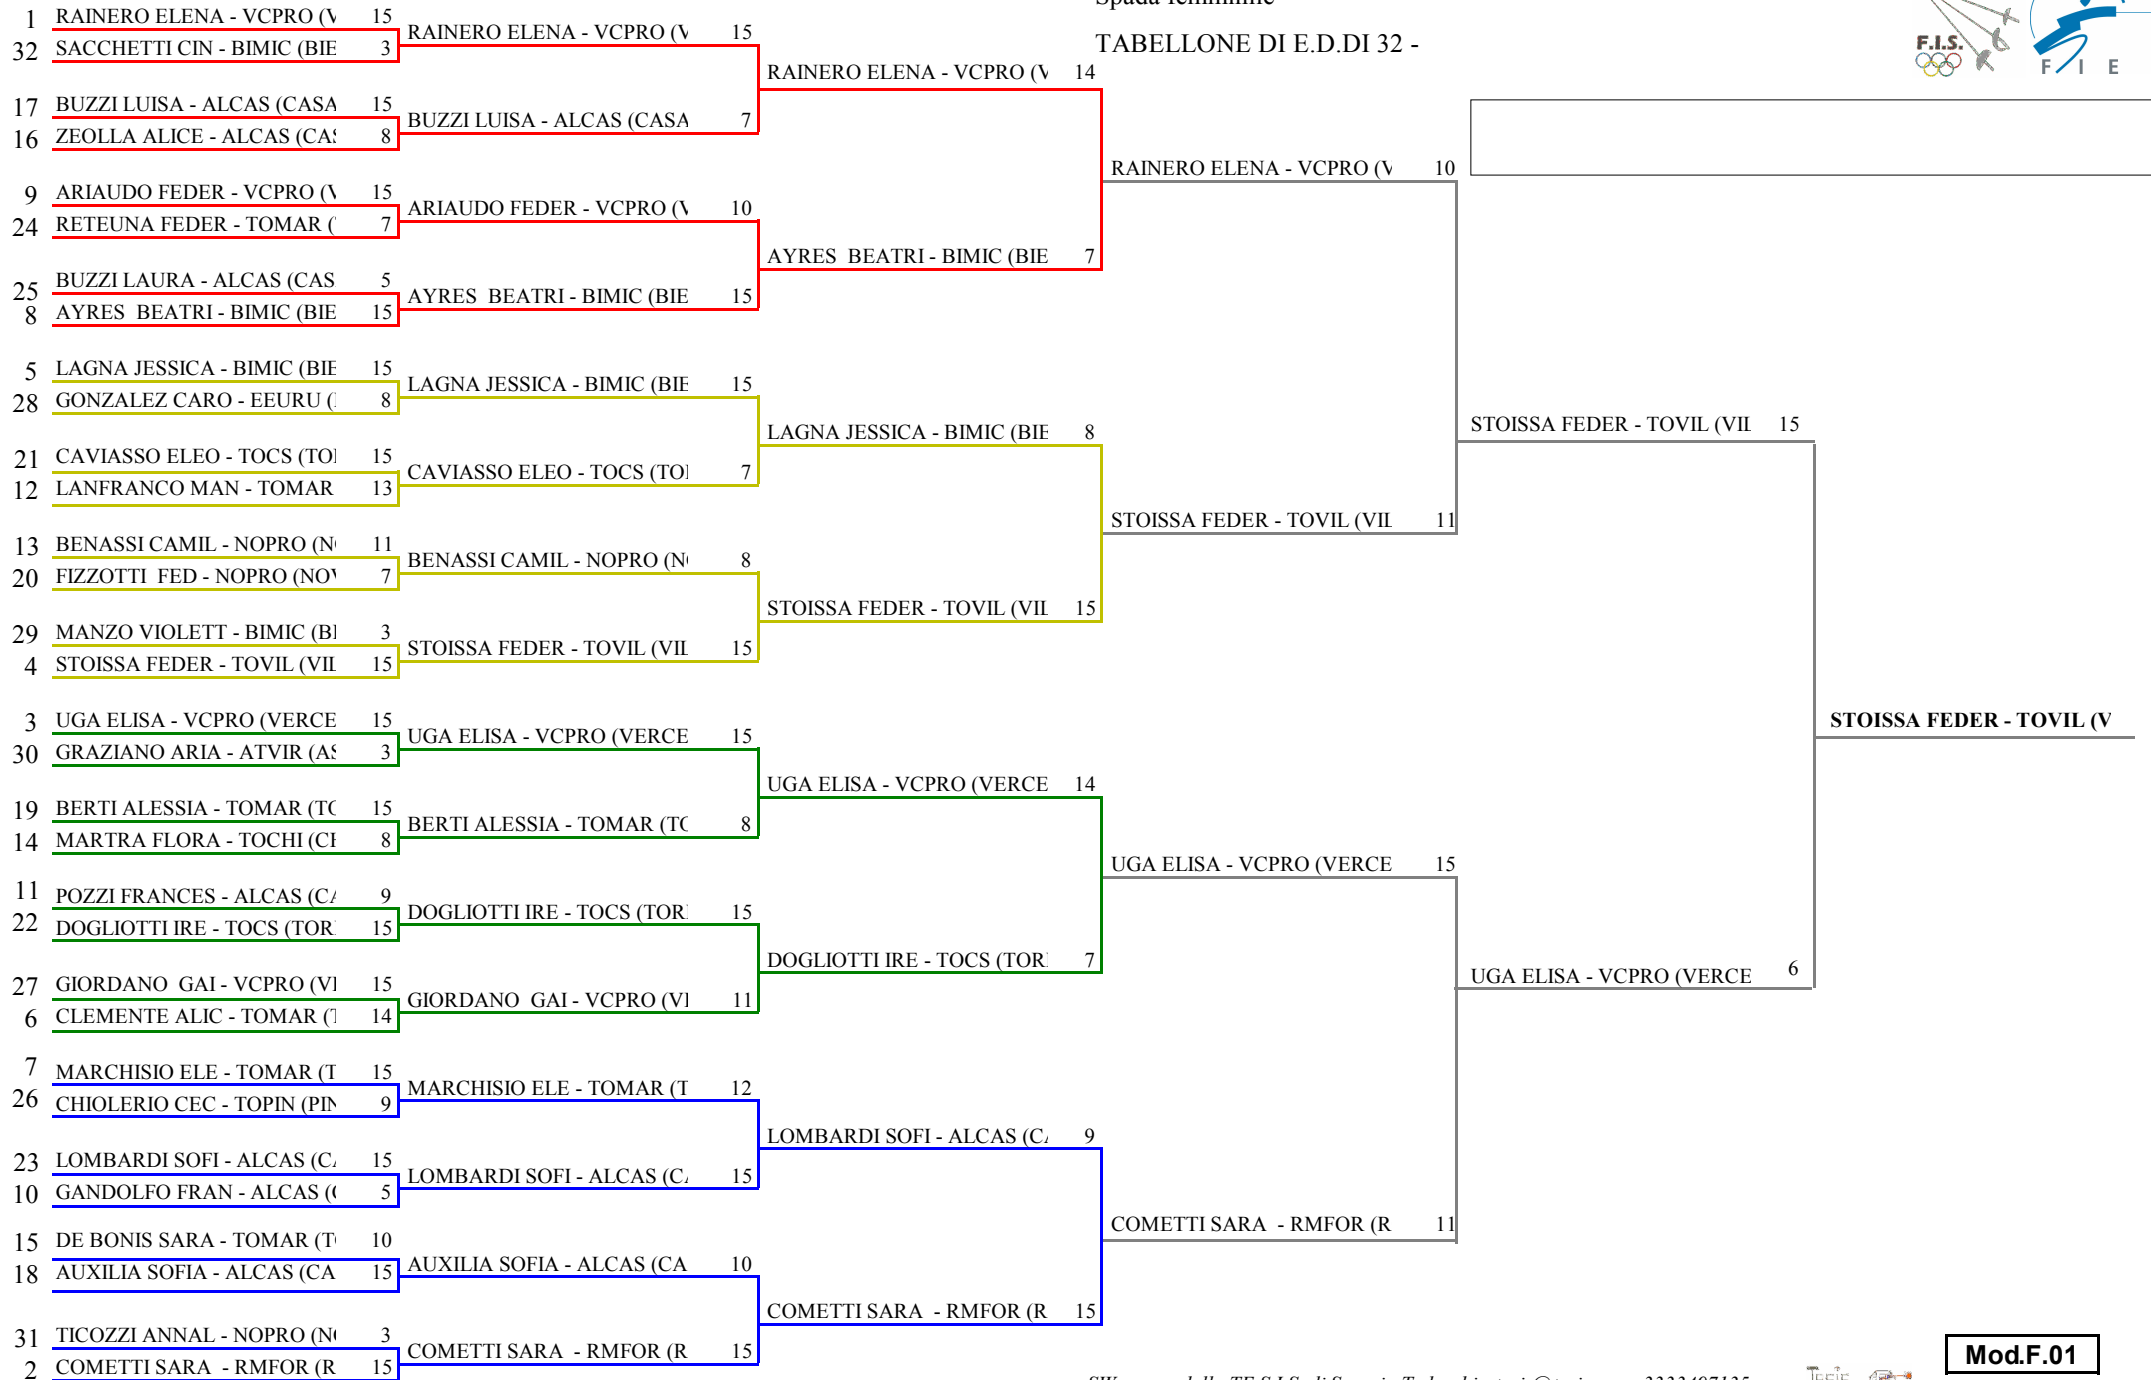 Spada femminile
TABELLONE DI E.D.DI 32 -
F.I.S.
F I E
1 RAINERO ELENA - VCPRO (V 15
32 SACCHETTI CIN - BIMIC (BIE 3
17 BUZZI LUISA - ALCAS (CASA 15
16 ZEOLLA ALICE - ALCAS (CAS 8
9 ARIAUDO FEDER - VCPRO (V 15
24 RETEUNA FEDER - TOMAR ( 7
25 BUZZI LAURA - ALCAS (CAS 5
8 AYRES BEATRI - BIMIC (BIE 15
5 LAGNA JESSICA - BIMIC (BIE 15
28 GONZALEZ CARO - EEURU ( 8
21 CAVIASSO ELEO - TOCS (TO 15
12 LANFRANCO MAN - TOMAR 13
13 BENASSI CAMIL - NOPRO (N 11
20 FIZZOTTI FED - NOPRO (NOV 7
29 MANZO VIOLETT - BIMIC (BI 3
4 STOISSA FEDER - TOVIL (VIL 15
3 UGA ELISA - VCPRO (VERCE 15
30 GRAZIANO ARIA - ATVIR (AS 3
19 BERTI ALESSIA - TOMAR (TO 15
14 MARTRA FLORA - TOCHI (CH 8
11 POZZI FRANCES - ALCAS (CA 9
22 DOGLIOTTI IRE - TOCS (TOR 15
27 GIORDANO GAI - VCPRO (VI 15
6 CLEMENTE ALIC - TOMAR (T 14
7 MARCHISIO ELE - TOMAR (T 15
26 CHIOLERIO CEC - TOPIN (PIN 9
23 LOMBARDI SOFI - ALCAS (CA 15
10 GANDOLFO FRAN - ALCAS ( 5
15 DE BONIS SARA - TOMAR (T 10
18 AUXILIA SOFIA - ALCAS (CA 15
31 TICOZZI ANNAL - NOPRO (N 3
2 COMETTI SARA - RMFOR (R 15
RAINERO ELENA - VCPRO (V 15
BUZZI LUISA - ALCAS (CASA 7
ARIAUDO FEDER - VCPRO (V 10
AYRES BEATRI - BIMIC (BIE 15
LAGNA JESSICA - BIMIC (BIE 15
CAVIASSO ELEO - TOCS (TO 7
BENASSI CAMIL - NOPRO (N 8
STOISSA FEDER - TOVIL (VIL 15
UGA ELISA - VCPRO (VERCE 15
BERTI ALESSIA - TOMAR (TO 8
DOGLIOTTI IRE - TOCS (TOR 15
GIORDANO GAI - VCPRO (VI 11
MARCHISIO ELE - TOMAR (T 12
LOMBARDI SOFI - ALCAS (CA 15
AUXILIA SOFIA - ALCAS (CA 10
COMETTI SARA - RMFOR (R 15
RAINERO ELENA - VCPRO (V 14
AYRES BEATRI - BIMIC (BIE 7
LAGNA JESSICA - BIMIC (BIE 8
STOISSA FEDER - TOVIL (VIL 15
UGA ELISA - VCPRO (VERCE 14
DOGLIOTTI IRE - TOCS (TOR 7
LOMBARDI SOFI - ALCAS (CA 9
COMETTI SARA - RMFOR (R 15
RAINERO ELENA - VCPRO (V 10
STOISSA FEDER - TOVIL (VIL 11
UGA ELISA - VCPRO (VERCE 15
COMETTI SARA - RMFOR (R 11
STOISSA FEDER - TOVIL (VIL 15
UGA ELISA - VCPRO (VERCE 6
STOISSA FEDER - TOVIL (V
Mod.F.01